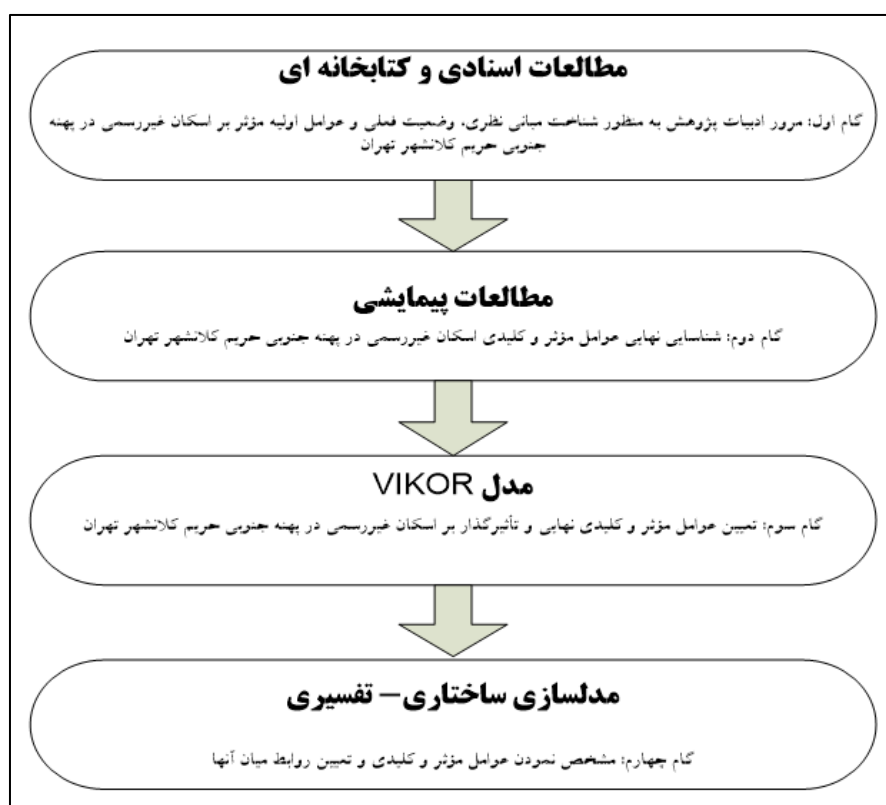 مطالعات اسنادی و کتابخانه ای
گام اول: مرور ادبیات پژوهش به منظور شناخت مبانی نظری، وضعیت فعلی و عوامل اولیه مؤثر بر اسکان غیررسمی در پهنه
جنوبی حریم کلانشهر تهران
مطالعات پیمایشی
گام دوم: شناسایی نهایی عوامل مؤثر و کلیدی اسکان غیررسمی در پهنه جنوبی حریم کلانشهر تهران
مدل VIKOR
گام سوم: تعیین عوامل مؤثر و کلیدی نهایی و تأثیرگذار بر اسکان غیررسمی در پهنه جنوبی حریم کلانشهر تهران
مدلسازی ساختاری– تفسیری
گام چهارم: مشخص نمودن عوامل مؤثر و کلیدی و تعیین روابط میان آنها